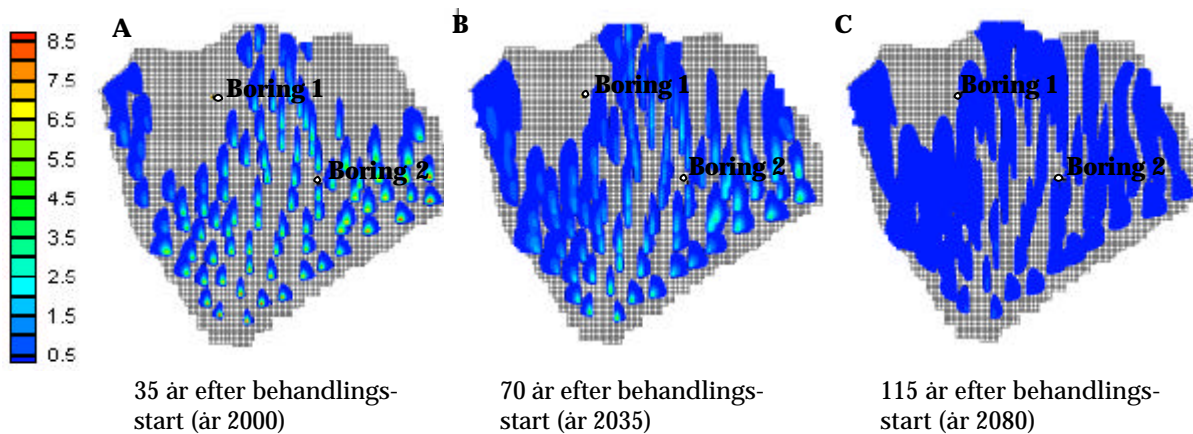 A
B
C
8.5
7.5
6.5
5.5
4.5
3.5
2.5
1.5
0.5
Boring 1
Boring 2
Boring 1
Boring 2
Boring 1
Boring 2
35 år efter behandlings-
start (år 2000)
70 år efter behandlings-
start (år 2035)
115 år efter behandlings-
start (år 2080)